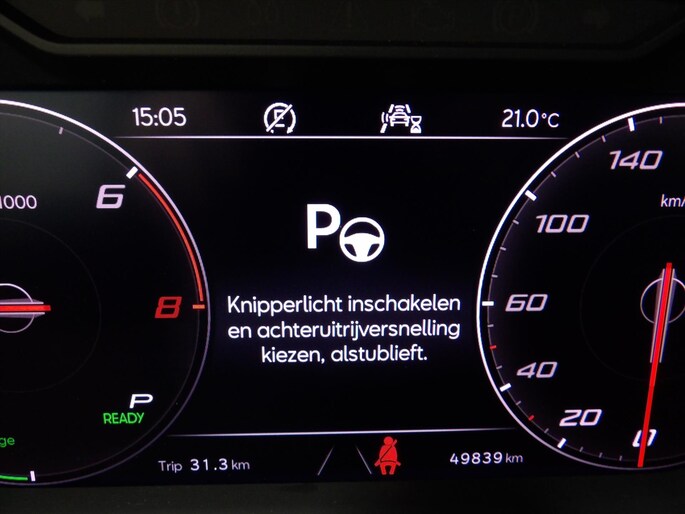 15:05
21.0°C
1000
6
8
P
Knipperlicht inschakelen
en achteruitrijversnelling
kiezen, alstublieft.
140
km/
100
60
40
20
0
P
READY
ge
Trip 31.3 km
49839 km